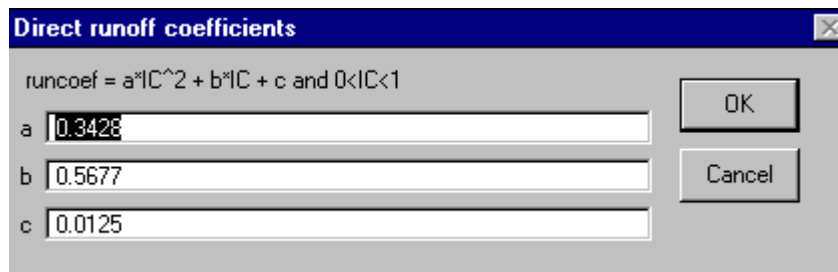 Direct runoff coefficients
runcoef = a*IC^2 + b*IC + c and 0<IC<1
a 0.3428
b 0.5677
c 0.0125
OK
Cancel